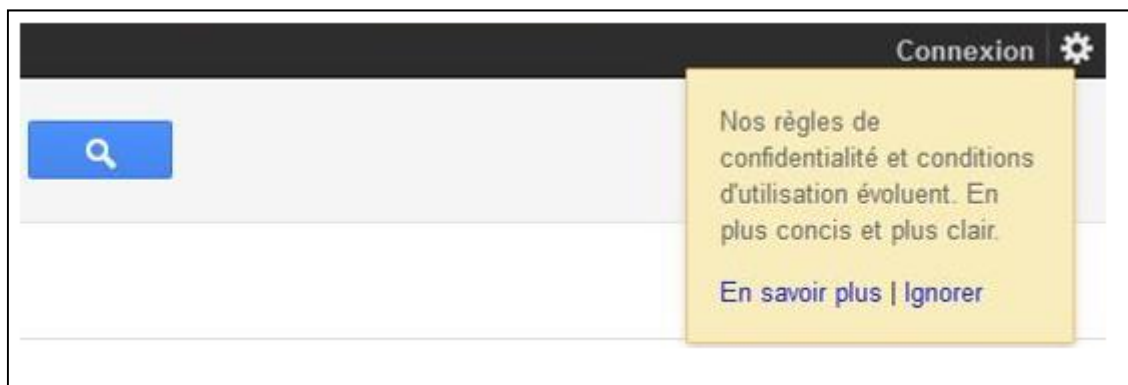 Connexion
Nos règles de
confidentialité et conditions
d'utilisation évoluent. En
plus concis et plus clair.
En savoir plus | Ignorer